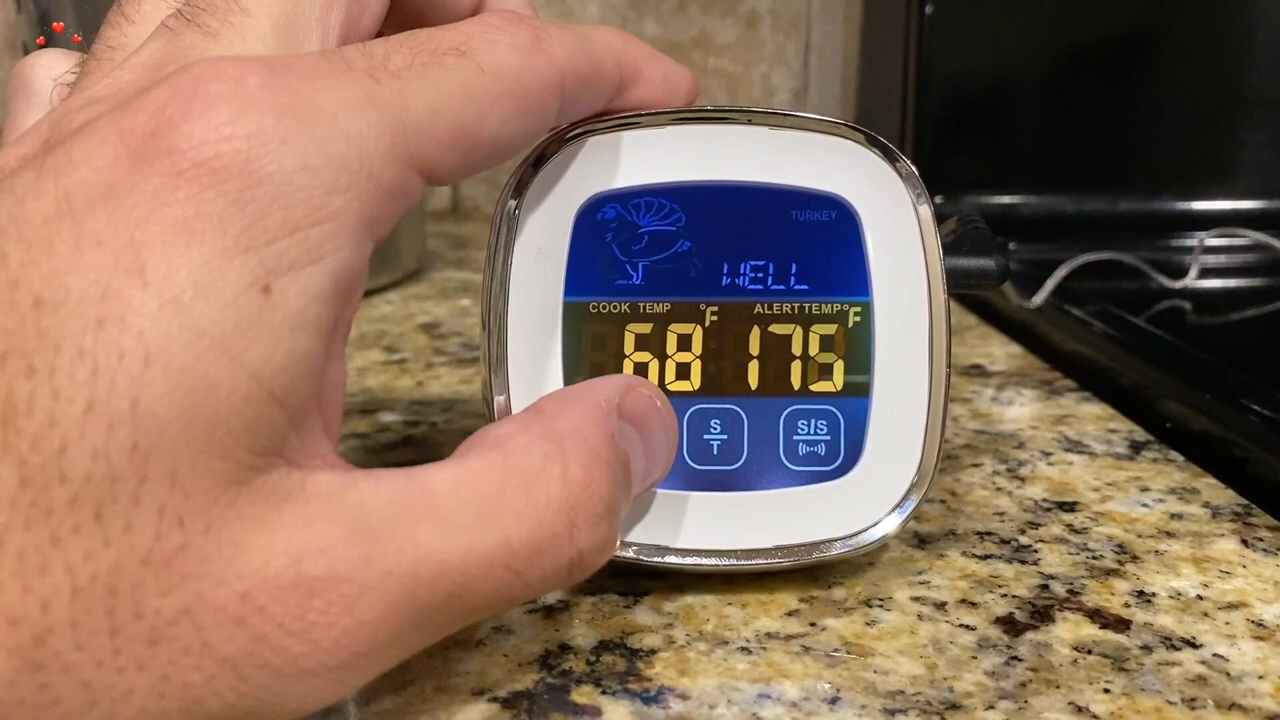 TURKEY
WELL
COOK TEMP °F ALERT TEMP °F
68 175
S S/S
T